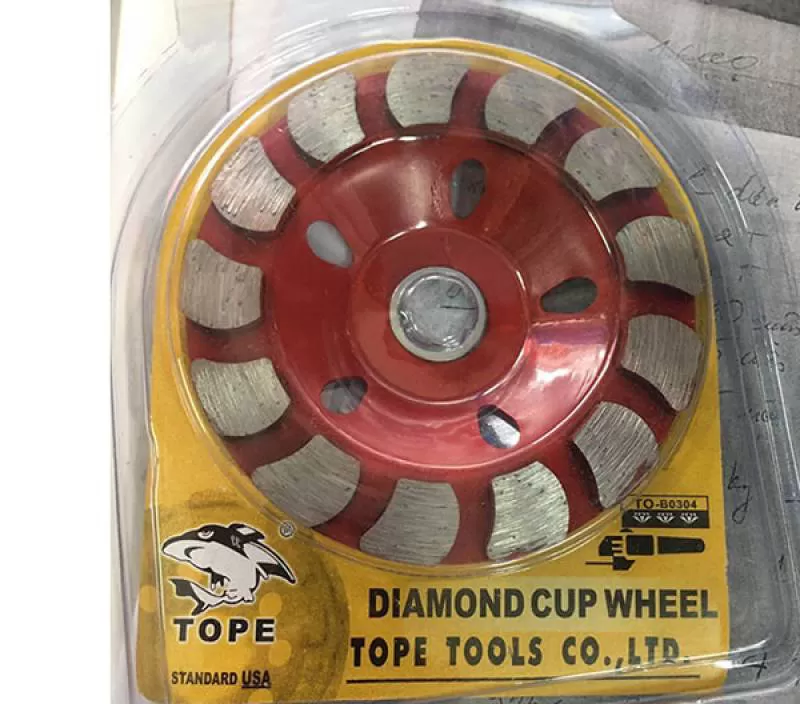 TO-B0304
DIAMOND CUP WHEEL
TOPE
TOPE TOOLS CO.,LTD.
STANDARD USA